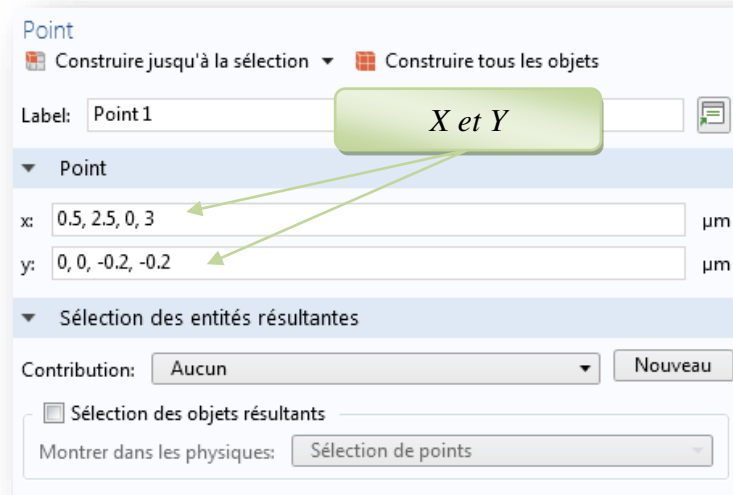 Point
Construire jusqu'à la sélection Construire tous les objets
Label: Point 1
X et Y
Point
x: 0.5, 2.5, 0, 3 µm
y: 0, 0, -0.2, -0.2 µm
Sélection des entités résultantes
Contribution: Aucun Nouveau
Sélection des objets résultants
Montrer dans les physiques: Sélection de points